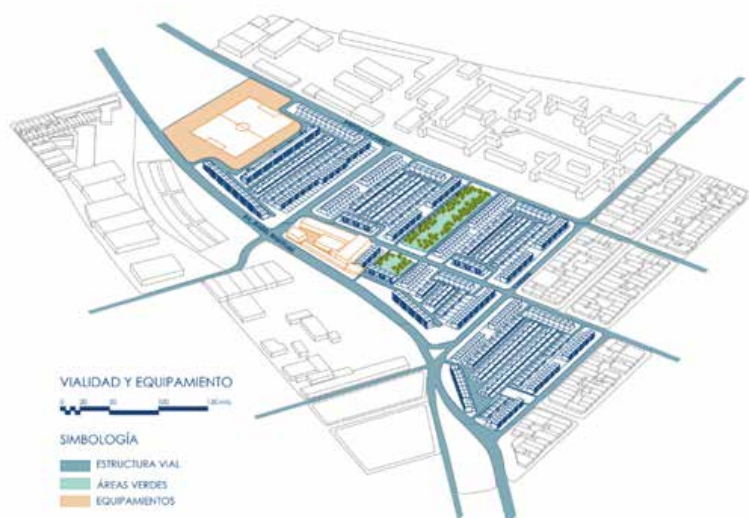 VIALIDAD Y EQUIPAMIENTO
SIMBOLOGÍA
ESTRUCTURA VIAL
ÁREAS VERDES
EQUIPAMIENTOS